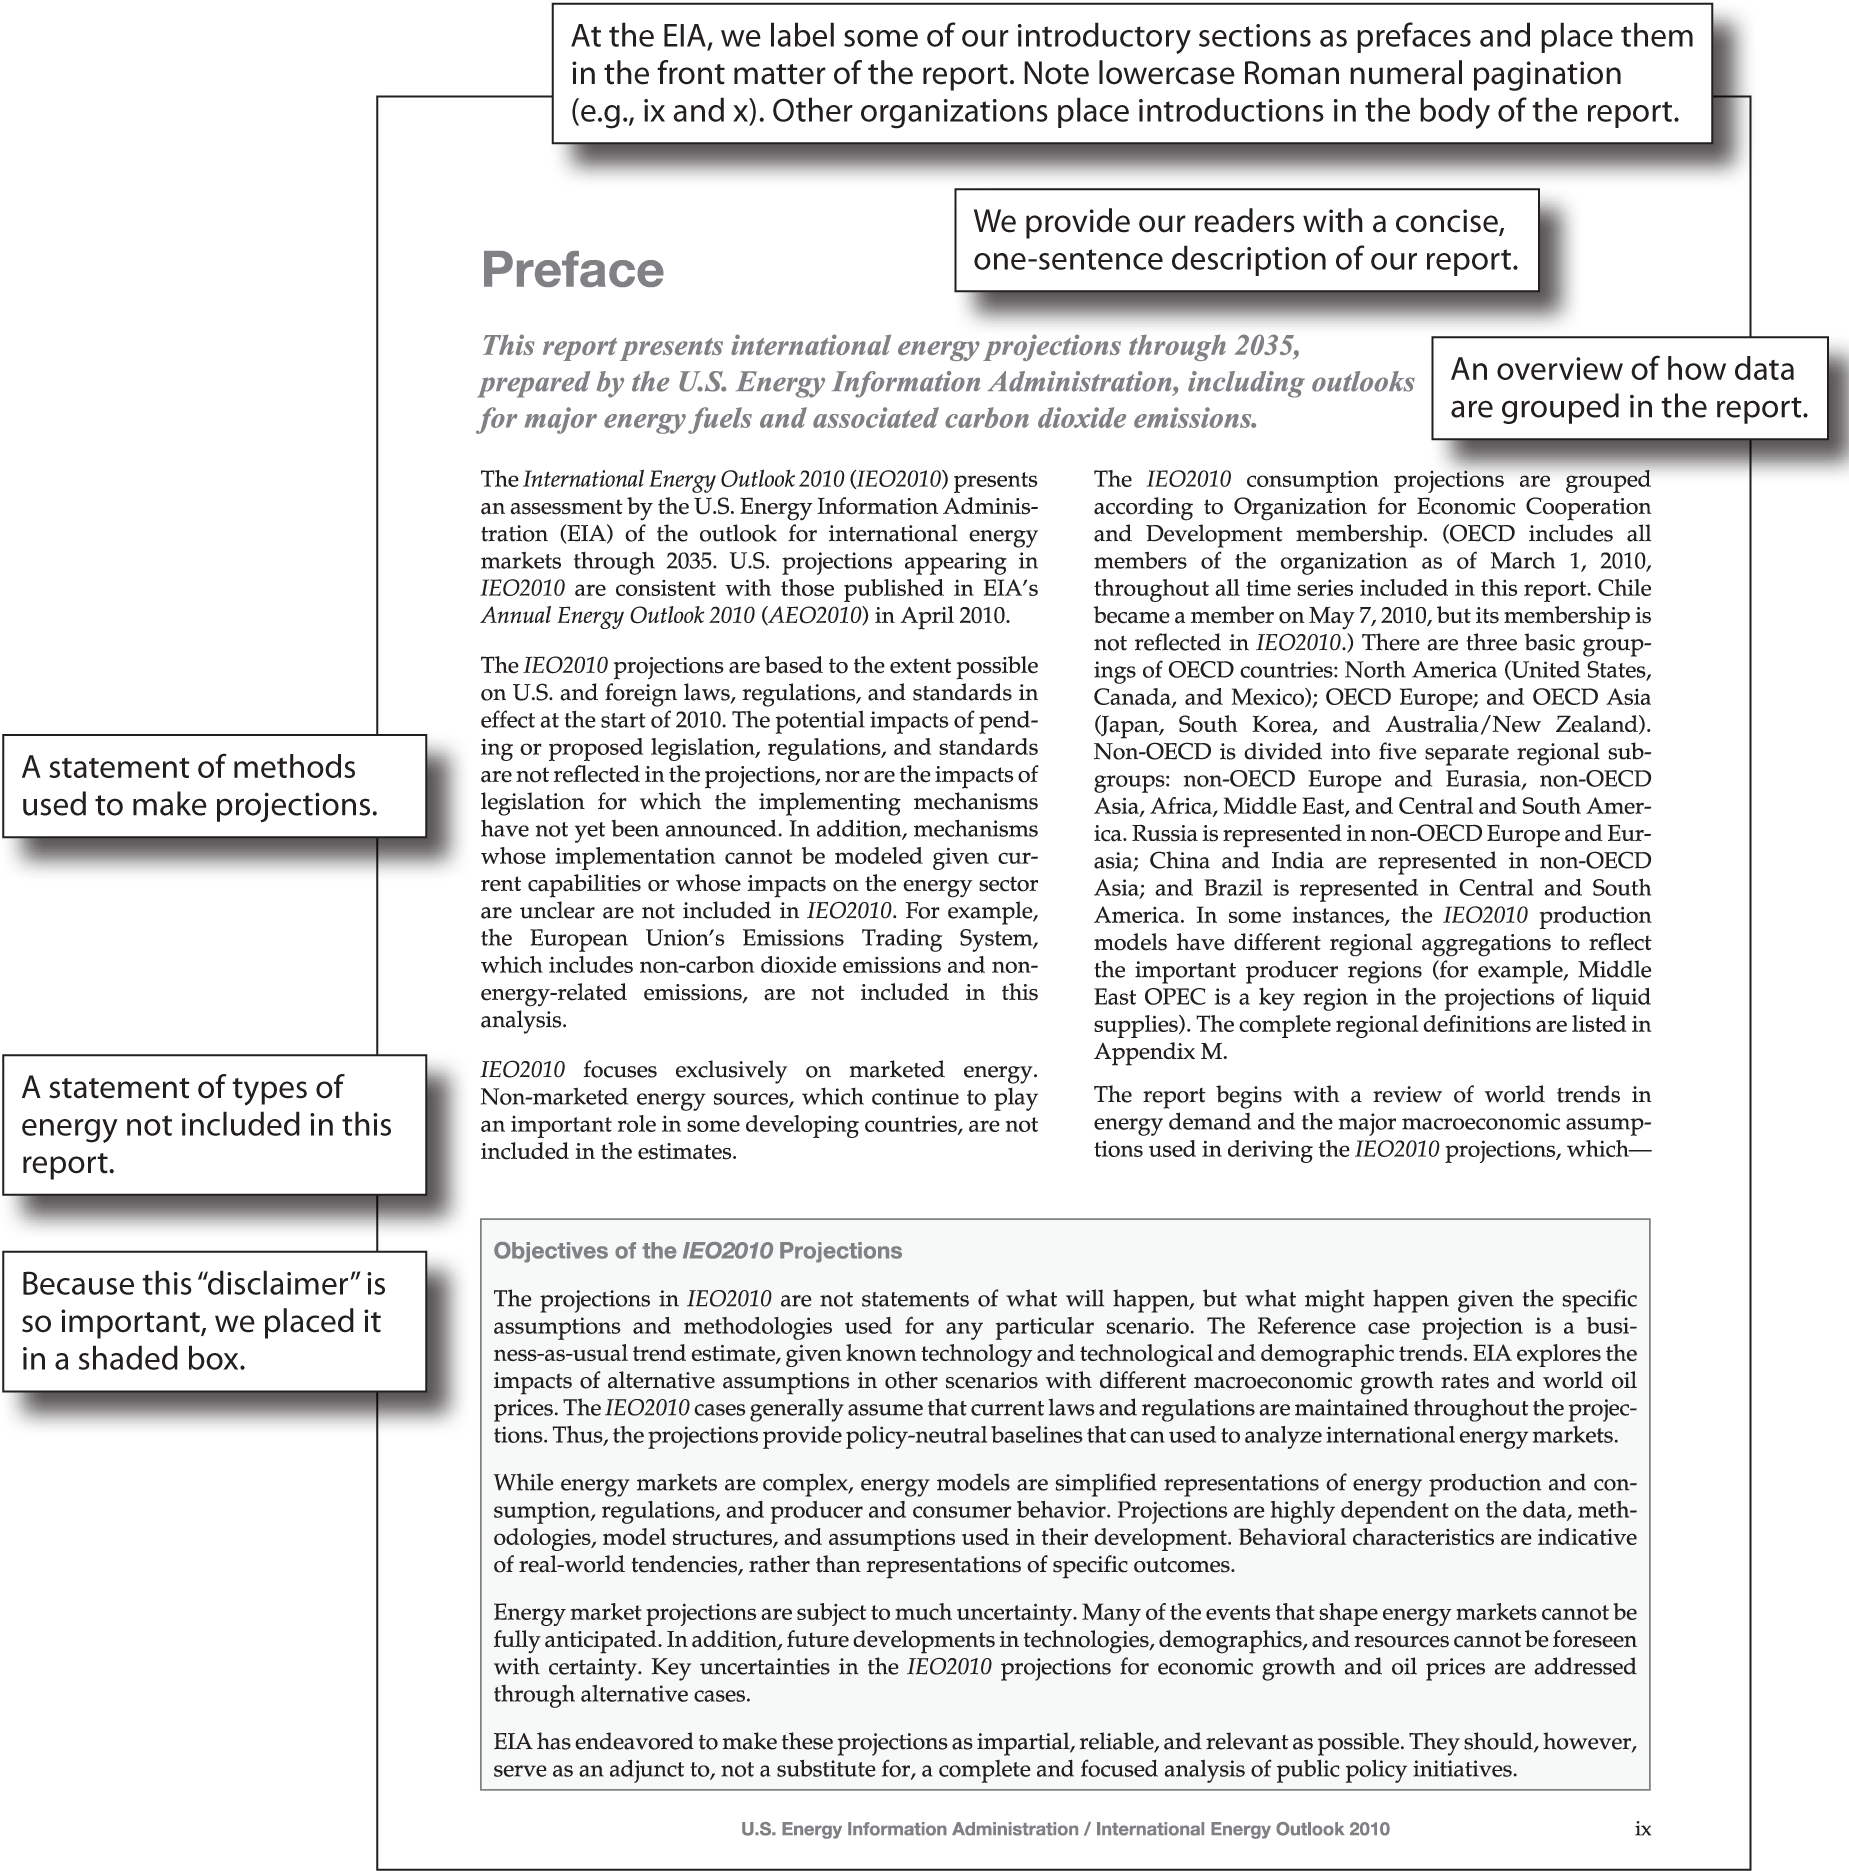 At the EIA, we label some of our introductory sections as prefaces and place them
in the front matter of the report. Note lowercase Roman numeral pagination
(e.g., ix and x). Other organizations place introductions in the body of the report.
We provide our readers with a concise,
one-sentence description of our report.
Preface
This report presents international energy projections through 2035,
prepared by the U.S. Energy Information Administration, including outlooks
for major energy fuels and associated carbon dioxide emissions.
An overview of how data
are grouped in the report.
The International Energy Outlook 2010 (IEO2010) presents
an assessment by the U.S. Energy Information Adminis-
tration (EIA) of the outlook for international energy
markets through 2035. U.S. projections appearing in
IEO2010 are consistent with those published in EIA's
Annual Energy Outlook 2010 (AEO2010) in April 2010.
The IEO2010 projections are based to the extent possible
on U.S. and foreign laws, regulations, and standards in
effect at the start of 2010. The potential impacts of pend-
ing or proposed legislation, regulations, and standards
are not reflected in the projections, nor are the impacts of
legislation for which the implementing mechanisms
have not yet been announced. In addition, mechanisms
whose implementation cannot be modeled given cur-
rent capabilities or whose impacts on the energy sector
are unclear are not included in IEO2010. For example,
the European Union's Emissions Trading System,
which includes non-carbon dioxide emissions and non-
energy-related emissions, are not included in this
analysis.
IEO2010 focuses exclusively on marketed energy.
Non-marketed energy sources, which continue to play
an important role in some developing countries, are not
included in the estimates.
The IEO2010 consumption projections are grouped
according to Organization for Economic Cooperation
and Development membership. (OECD includes all
members of the organization as of March 1, 2010,
throughout all time series included in this report. Chile
became a member on May 7, 2010, but its membership is
not reflected in IEO2010.) There are three basic group-
ings of OECD countries: North America (United States,
Canada, and Mexico); OECD Europe; and OECD Asia
(Japan, South Korea, and Australia/New Zealand).
Non-OECD is divided into five separate regional sub-
groups: non-OECD Europe and Eurasia, non-OECD
Asia, Africa, Middle East, and Central and South Amer-
ica. Russia is represented in non-OECD Europe and Eur-
asia; China and India are represented in non-OECD
Asia; and Brazil is represented in Central and South
America. In some instances, the IEO2010 production
models have different regional aggregations to reflect
the important producer regions (for example, Middle
East OPEC is a key region in the projections of liquid
supplies). The complete regional definitions are listed in
Appendix M.
The report begins with a review of world trends in
energy demand and the major macroeconomic assump-
tions used in deriving the IEO2010 projections, which—
A statement of methods
used to make projections.
A statement of types of
energy not included in this
report.
Because this “disclaimer” is
so important, we placed it
in a shaded box.
Objectives of the IEO2010 Projections
The projections in IEO2010 are not statements of what will happen, but what might happen given the specific
assumptions and methodologies used for any particular scenario. The Reference case projection is a busi-
ness-as-usual trend estimate, given known technology and technological and demographic trends. EIA explores the
impacts of alternative assumptions in other scenarios with different macroeconomic growth rates and world oil
prices. The IEO2010 cases generally assume that current laws and regulations are maintained throughout the projec-
tions. Thus, the projections provide policy-neutral baselines that can used to analyze international energy markets.
While energy markets are complex, energy models are simplified representations of energy production and con-
sumption, regulations, and producer and consumer behavior. Projections are highly dependent on the data, meth-
odologies, model structures, and assumptions used in their development. Behavioral characteristics are indicative
of real-world tendencies, rather than representations of specific outcomes.
Energy market projections are subject to much uncertainty. Many of the events that shape energy markets cannot be
fully anticipated. In addition, future developments in technologies, demographics, and resources cannot be foreseen
with certainty. Key uncertainties in the IEO2010 projections for economic growth and oil prices are addressed
through alternative cases.
EIA has endeavored to make these projections as impartial, reliable, and relevant as possible. They should, however,
serve as an adjunct to, not a substitute for, a complete and focused analysis of public policy initiatives.
U.S. Energy Information Administration / International Energy Outlook 2010
ix